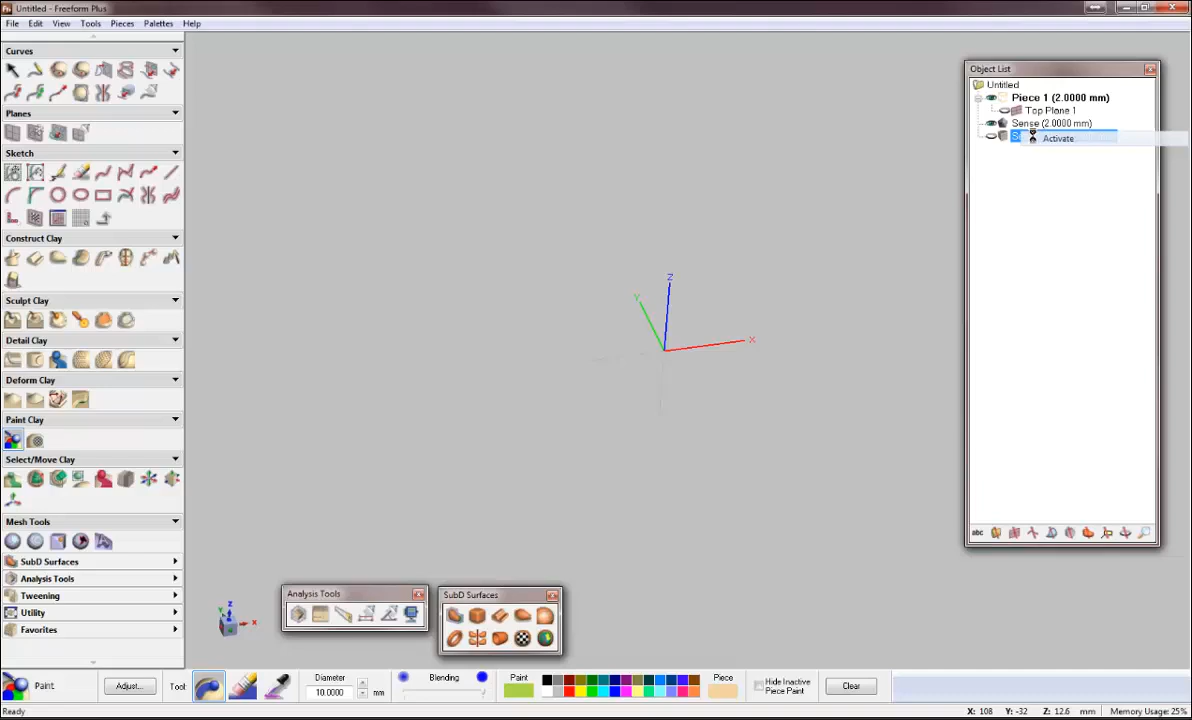 Untitled - Freeform Plus
File Edit View Tools Pieces Palettes Help
Curves
Planes
Sketch
Construct Clay
Sculpt Clay
Detail Clay
Deform Clay
Paint Clay
Select/Move Clay
Mesh Tools
SubD Surfaces
Analysis Tools
Tweening
Utility
Favorites
Z
Y
X
Z
Y
X
Object List
Untitled
Piece 1 (2.0000 mm)
Top Plane 1
Sense (2.0000 mm)
Activate
abc
Analysis Tools
SubD Surfaces
Paint
Adjust...
Tool:
Diameter
10.0000 mm
Blending
Paint
Piece
Hide Inactive
Piece Paint
Clear
Ready
X: 108 Y: -32 Z: 12.6 mm Memory Usage: 25%